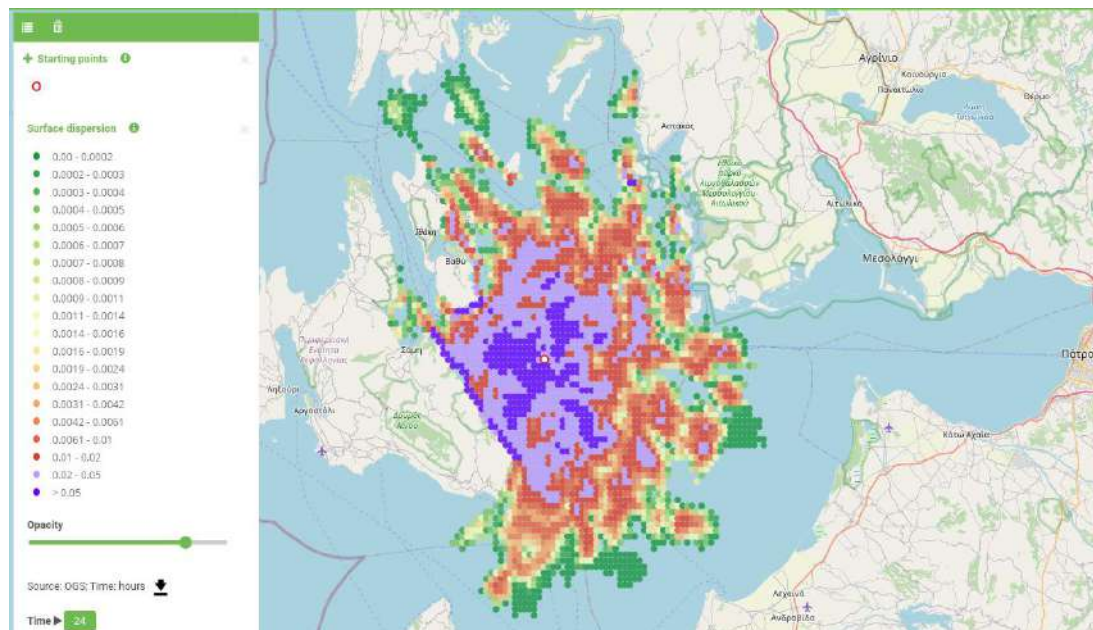 Starting points
Surface dispersion
0.00 - 0.0002
0.0002 - 0.0003
0.0003 - 0.0004
0.0004 - 0.0005
0.0005 - 0.0006
0.0006 - 0.0007
0.0007 - 0.0008
0.0008 - 0.0009
0.0009 - 0.0011
0.0011 - 0.0014
0.0014 - 0.0016
0.0016 - 0.0019
0.0019 - 0.0024
0.0024 - 0.0031
0.0031 - 0.0042
0.0042 - 0.0061
0.0061 - 0.01
0.01 - 0.02
0.02 - 0.05
> 0.05
Opacity
Source: OGS; Time: hours
Time
24
Αγρίνιο
Καινούργιο
Παναιτώλιο
Θέρμο
Αστακός
Αιτωλικό
Μεσολόγγι
Ιθάκη
Βαθύ
Σάμη
Ληξούρι
Αργοστόλι
Πάτρα
Κάτω Αχαΐα
Λεχαινά
Ανδραβίδα